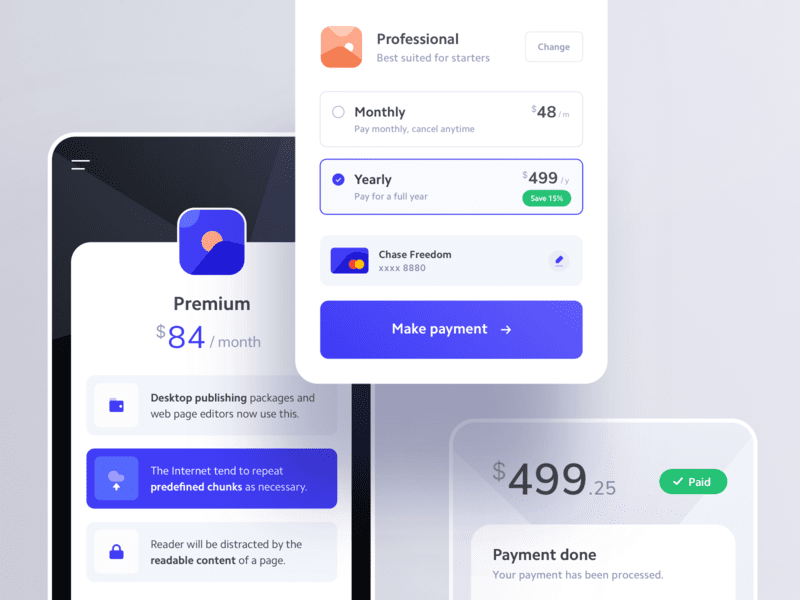 Professional
Best suited for starters
Change
Monthly
$48 / m
Pay monthly, cancel anytime
Yearly
$499 / y
Pay for a full year
Save 15%
Chase Freedom
xxxx 8880
Make payment →
Premium
$84 / month
Desktop publishing packages and
web page editors now use this.
The Internet tend to repeat
predefined chunks as necessary.
Reader will be distracted by the
readable content of a page.
$499.25
Paid
Payment done
Your payment has been processed.